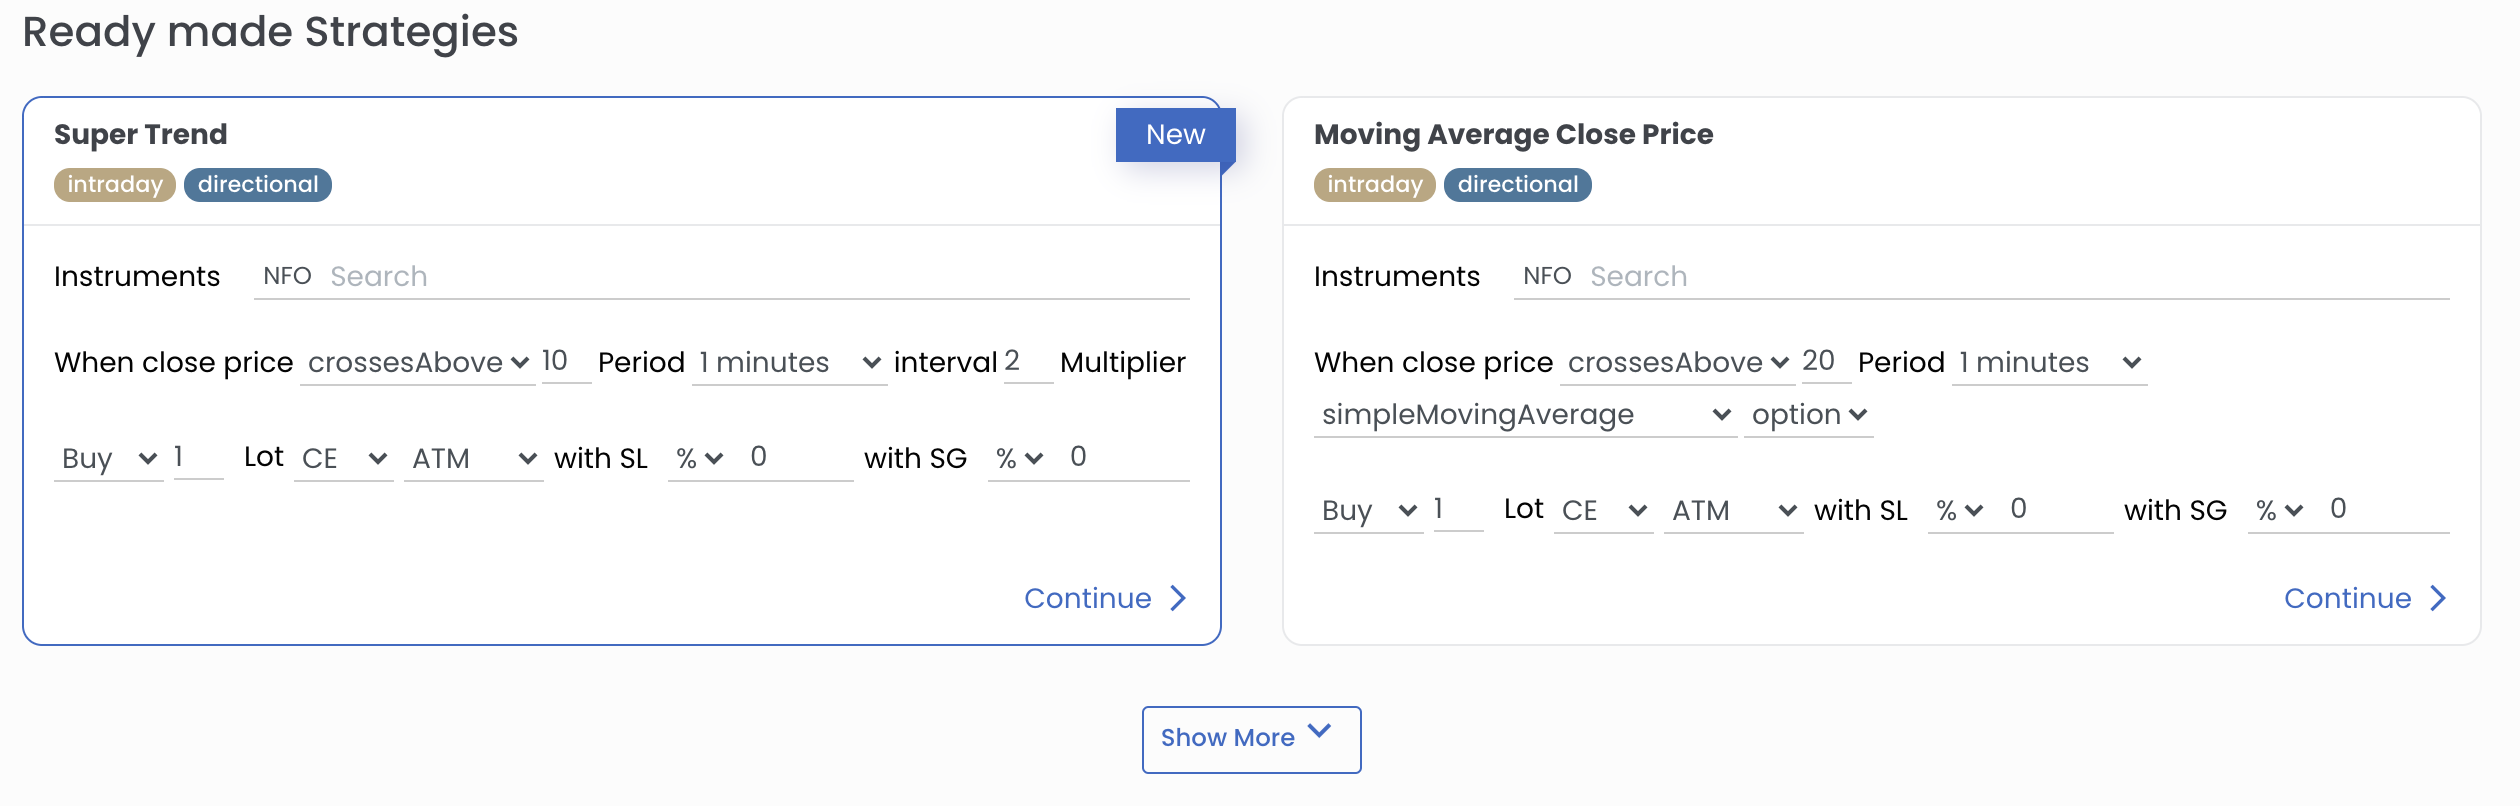 Ready made Strategies
Super Trend
New
intraday directional
Instruments NFO Search
When close price crossesAbove 10 Period 1 minutes interval 2 Multiplier
Buy 1 Lot CE ATM with SL % 0 with SG % 0
Continue
Moving Average Close Price
intraday directional
Instruments NFO Search
When close price crossesAbove 20 Period 1 minutes
simpleMovingAverage option
Buy 1 Lot CE ATM with SL % 0 with SG % 0
Continue
Show More